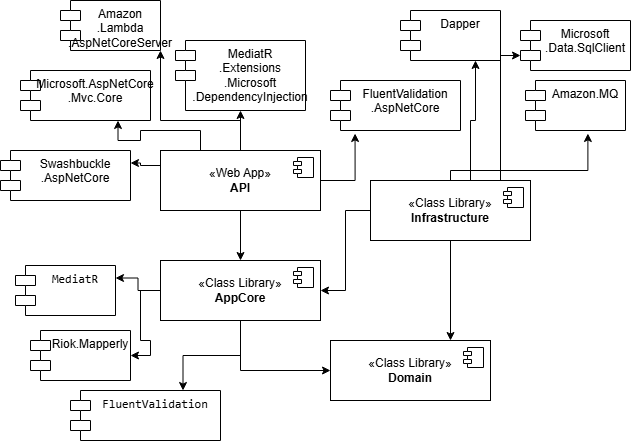 Amazon
.Lambda
.AspNetCoreServer
MediatR
.Extensions
.Microsoft
.DependencyInjection
Dapper
Microsoft
.Data.SqlClient
Microsoft.AspNetCore
.Mvc.Core
FluentValidation
.AspNetCore
Amazon.MQ
Swashbuckle
.AspNetCore
«Web App»
API
«Class Library»
Infrastructure
MediatR
«Class Library»
AppCore
Riok.Mapperly
«Class Library»
Domain
FluentValidation